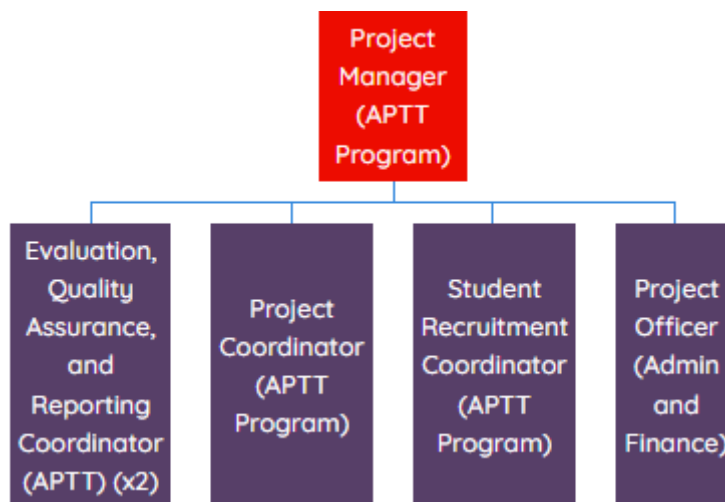 Project
Manager
(APTT
Program)
Evaluation,
Quality
Assurance,
and
Reporting
Coordinator
(APTT) (x2)
Project
Coordinator
(APTT
Program)
Student
Recruitment
Coordinator
(APTT
Program)
Project
Officer
(Admin
and
Finance)